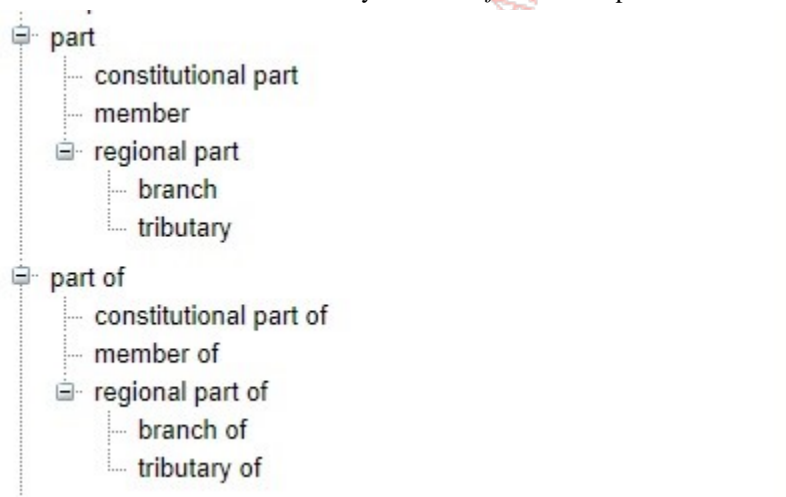 part
constitutional part
member
regional part
branch
tributary
part of
constitutional part of
member of
regional part of
branch of
tributary of